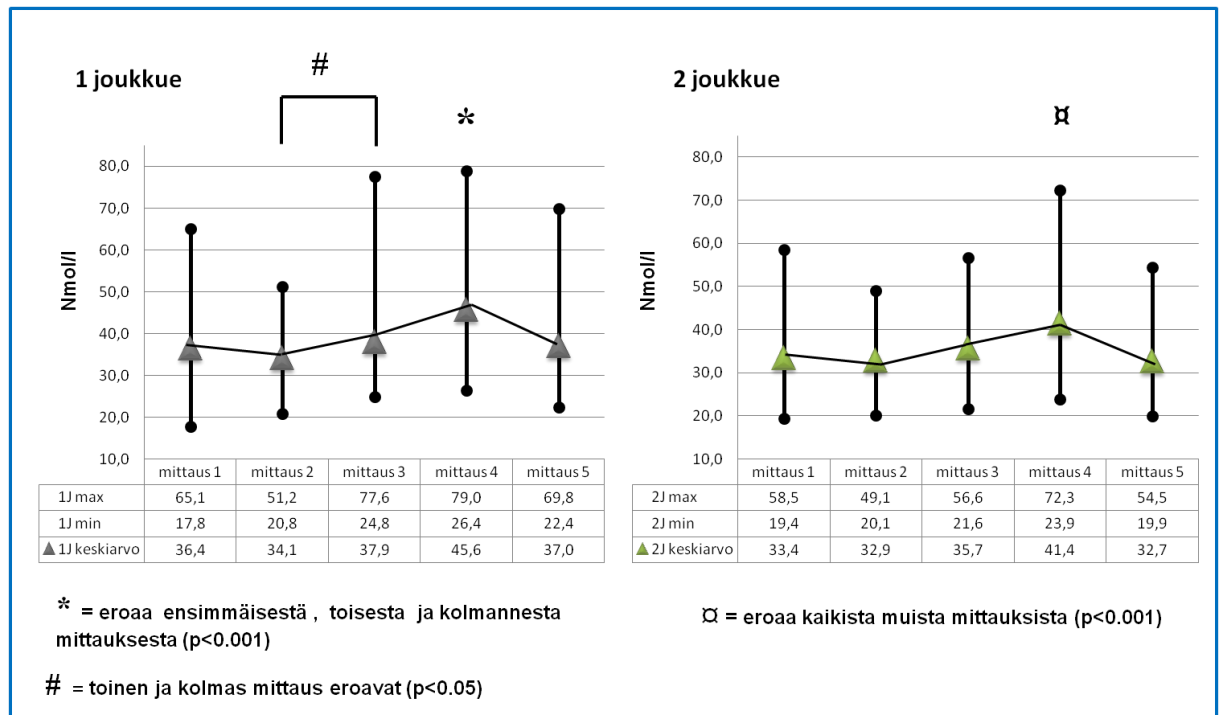 1 joukkue
#
*
Nmol/l
80,0
70,0
60,0
50,0
40,0
30,0
20,0
10,0
mittaus 1 mittaus 2 mittaus 3 mittaus 4 mittaus 5
1J max 65,1 51,2 77,6 79,0 69,8
1J min 17,8 20,8 24,8 26,4 22,4
1J keskiarvo 36,4 34,1 37,9 45,6 37,0
* = eroaa ensimmäisestä , toisesta ja kolmannesta
mittauksesta (p<0.001)
# = toinen ja kolmas mittaus eroavat (p<0.05)
2 joukkue
¤
Nmol/l
80,0
70,0
60,0
50,0
40,0
30,0
20,0
10,0
mittaus 1 mittaus 2 mittaus 3 mittaus 4 mittaus 5
2J max 58,5 49,1 56,6 72,3 54,5
2J min 19,4 20,1 21,6 23,9 19,9
2J keskiarvo 33,4 32,9 35,7 41,4 32,7
¤ = eroaa kaikista muista mittauksista (p<0.001)